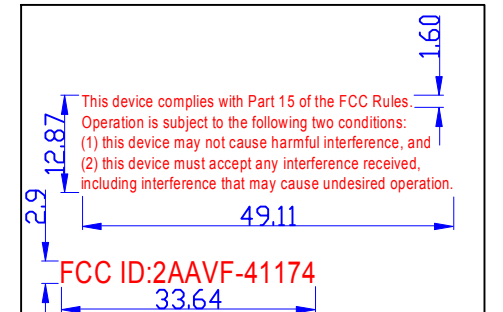 1.60
This device complies with Part 15 of the FCC Rules.
Operation is subject to the following two conditions:
(1) this device may not cause harmful interference, and
(2) this device must accept any interference received,
including interference that may cause undesired operation.
12.87
49.11
2.9
FCC ID:2AAVF-41174
33.64